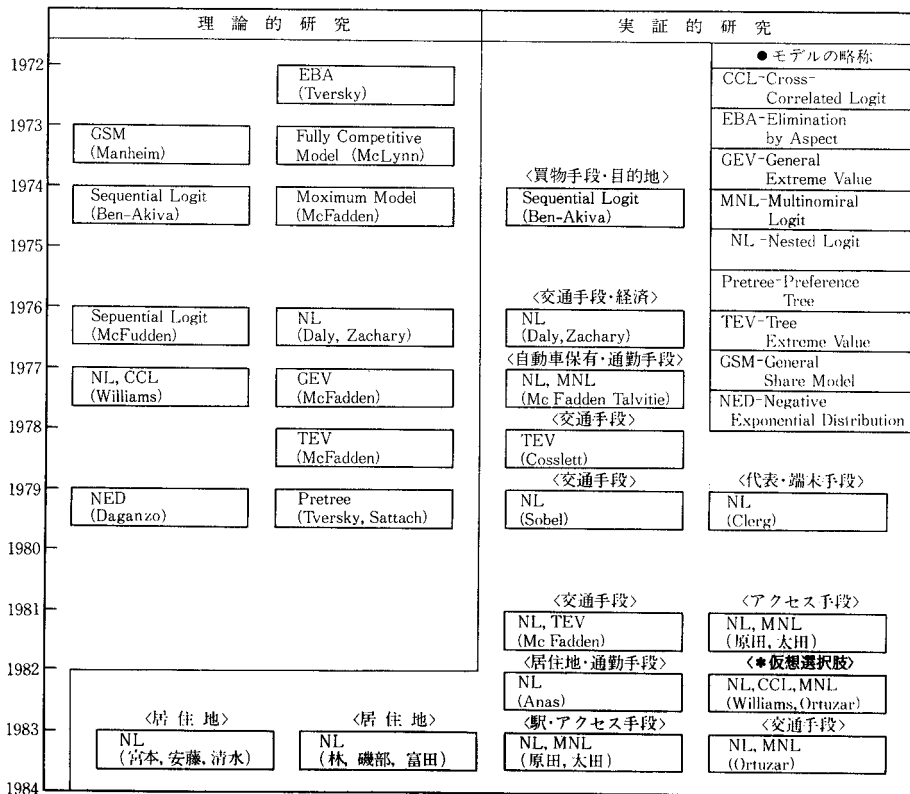 理論的研究
実証的研究
1972
1973
1974
1975
1976
1977
1978
1979
1980
1981
1982
1983
1984
EBA
(Tversky)
GSM
(Manheim)
Fully Competitive
Model (McLynn)
Sequential Logit
(Ben-Akiva)
Moximum Model
(McFadden)
Sepuential Logit
(McFudden)
NL
(Daly, Zachary)
NL, CCL
(Williams)
GEV
(McFadden)
TEV
(McFadden)
NED
(Daganzo)
Pretree
(Tversky, Sattach)
〈買物手段・目的地〉
Sequential Logit
(Ben-Akiva)
〈交通手段・経済〉
NL
(Daly, Zachary)
〈自動車保有・通勤手段〉
NL, MNL
(Mc Fadden Talvitie)
〈交通手段〉
TEV
(Cosslett)
〈交通手段〉
NL
(Sobel)
〈代表・端末手段〉
NL
(Clerg)
〈交通手段〉
NL, TEV
(Mc Fadden)
〈アクセス手段〉
NL, MNL
(原田, 太田)
〈居住地・通勤手段〉
NL
(Anas)
〈*仮想選択肢〉
NL, CCL, MNL
(Williams, Ortuzar)
〈居住地〉
NL
(宮本, 安藤, 清水)
〈居住地〉
NL
(林, 磯部, 富田)
〈駅・アクセス手段〉
NL, MNL
(原田, 太田)
〈交通手段〉
NL, MNL
(Ortuzar)
●モデルの略称
CCL-Cross-
Correlated Logit
EBA-Elimination
by Aspect
GEV-General
Extreme Value
MNL-Multinomiral
Logit
NL-Nested Logit
Pretree-Preference
Tree
TEV-Tree
Extreme Value
GSM-General
Share Model
NED-Negative
Exponential Distribution